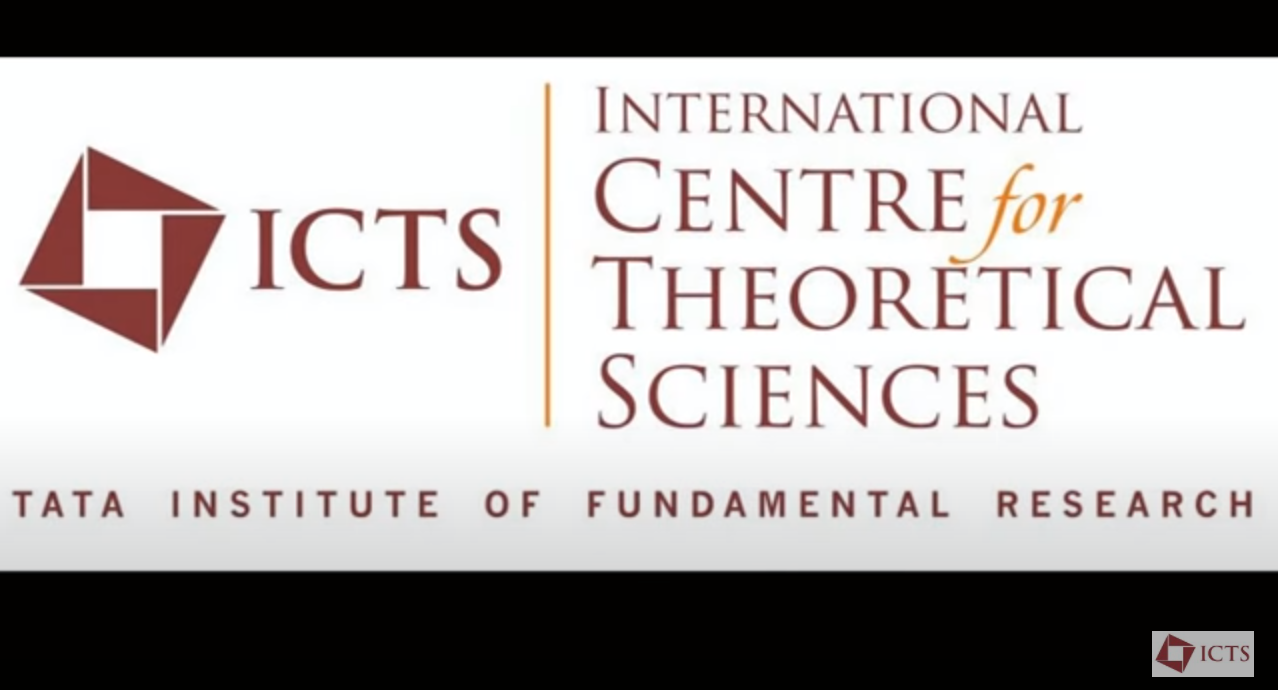 ICTS
INTERNATIONAL
CENTRE for
THEORETICAL
SCIENCES
TATA INSTITUTE OF FUNDAMENTAL RESEARCH
ICTS